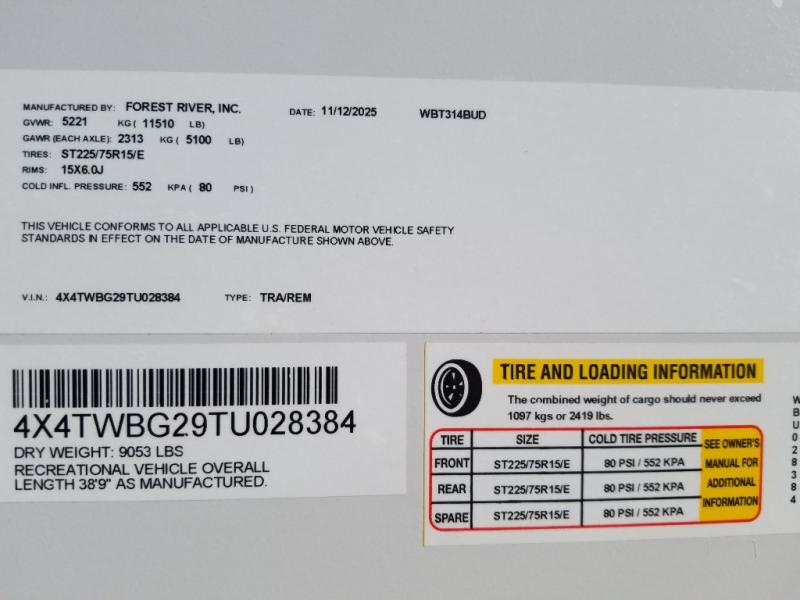 MANUFACTURED BY: FOREST RIVER, INC. DATE: 11/12/2025 WBT314BUD
GVWR: 5221 KG ( 11510 LB)
GAWR (EACH AXLE): 2313 KG ( 5100 LB)
TIRES: ST225/75R15/E
RIMS: 15X6.0J
COLD INFL. PRESSURE: 552 KPA ( 80 PSI )
THIS VEHICLE CONFORMS TO ALL APPLICABLE U.S. FEDERAL MOTOR VEHICLE SAFETY
STANDARDS IN EFFECT ON THE DATE OF MANUFACTURE SHOWN ABOVE.
V.I.N.: 4X4TWBG29TU028384 TYPE: TRA/REM
4X4TWBG29TU028384
DRY WEIGHT: 9053 LBS
RECREATIONAL VEHICLE OVERALL
LENGTH 38'9" AS MANUFACTURED.
TIRE AND LOADING INFORMATION
The combined weight of cargo should never exceed
1097 kgs or 2419 lbs.
TIRE SIZE COLD TIRE PRESSURE
FRONT ST225/75R15/E 80 PSI / 552 KPA
REAR ST225/75R15/E 80 PSI / 552 KPA
SPARE ST225/75R15/E 80 PSI / 552 KPA
SEE OWNER'S
MANUAL FOR
ADDITIONAL
INFORMATION
W
B
U
0
2
8
3
8
4